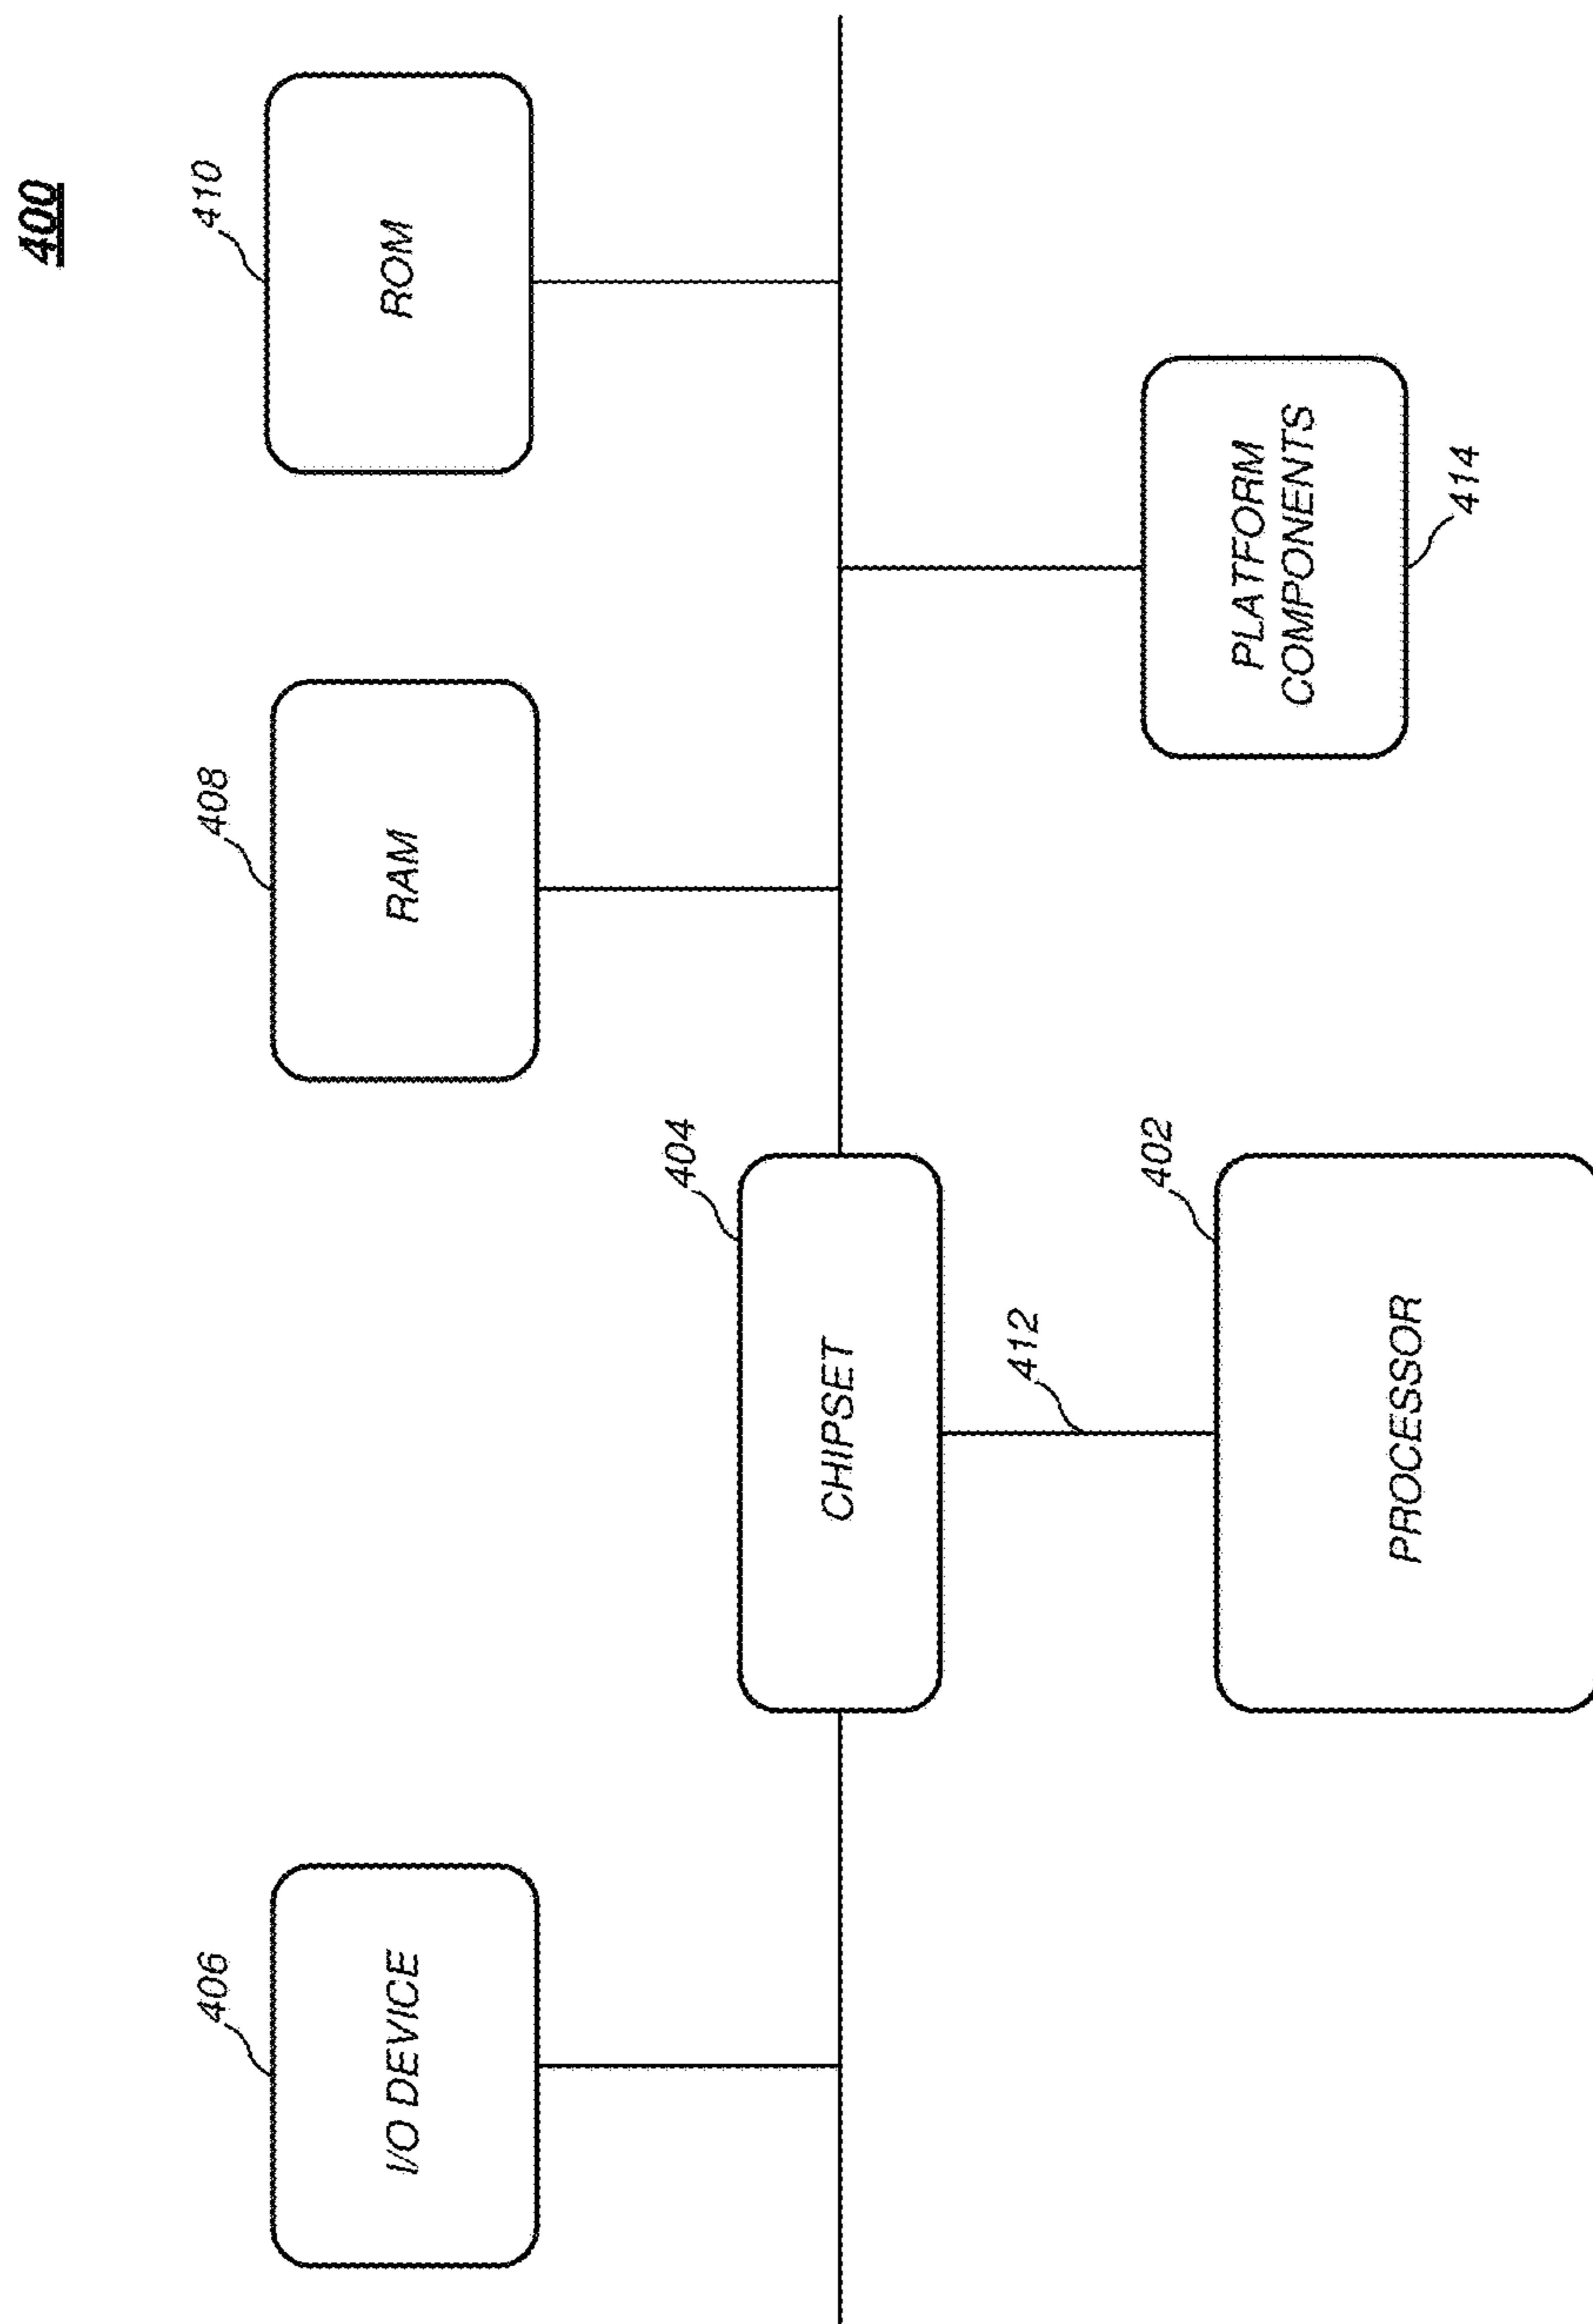 400
406
408
410
I/O DEVICE
RAM
ROM
404
CHIPSET
412
402
PLATFORM
COMPONENTS
PROCESSOR
414